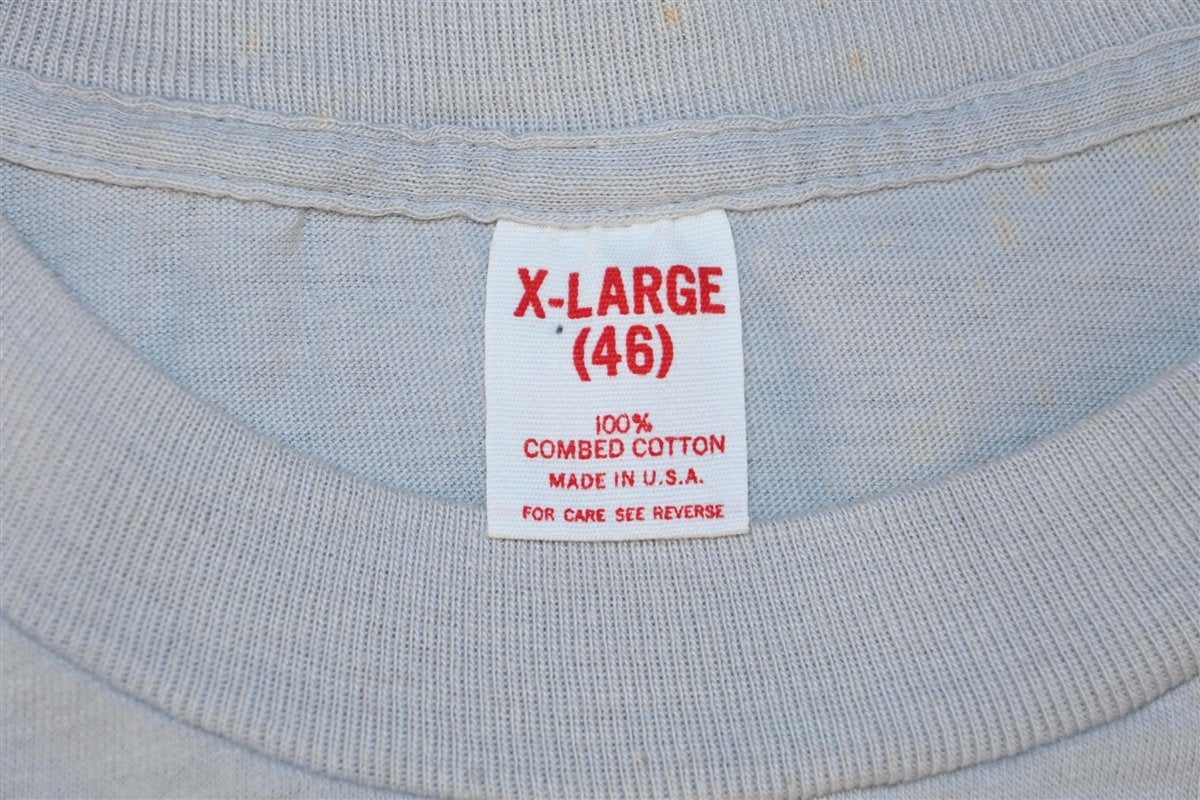 X-LARGE
(46)
100%
COMBED COTTON
MADE IN U.S.A.
FOR CARE SEE REVERSE